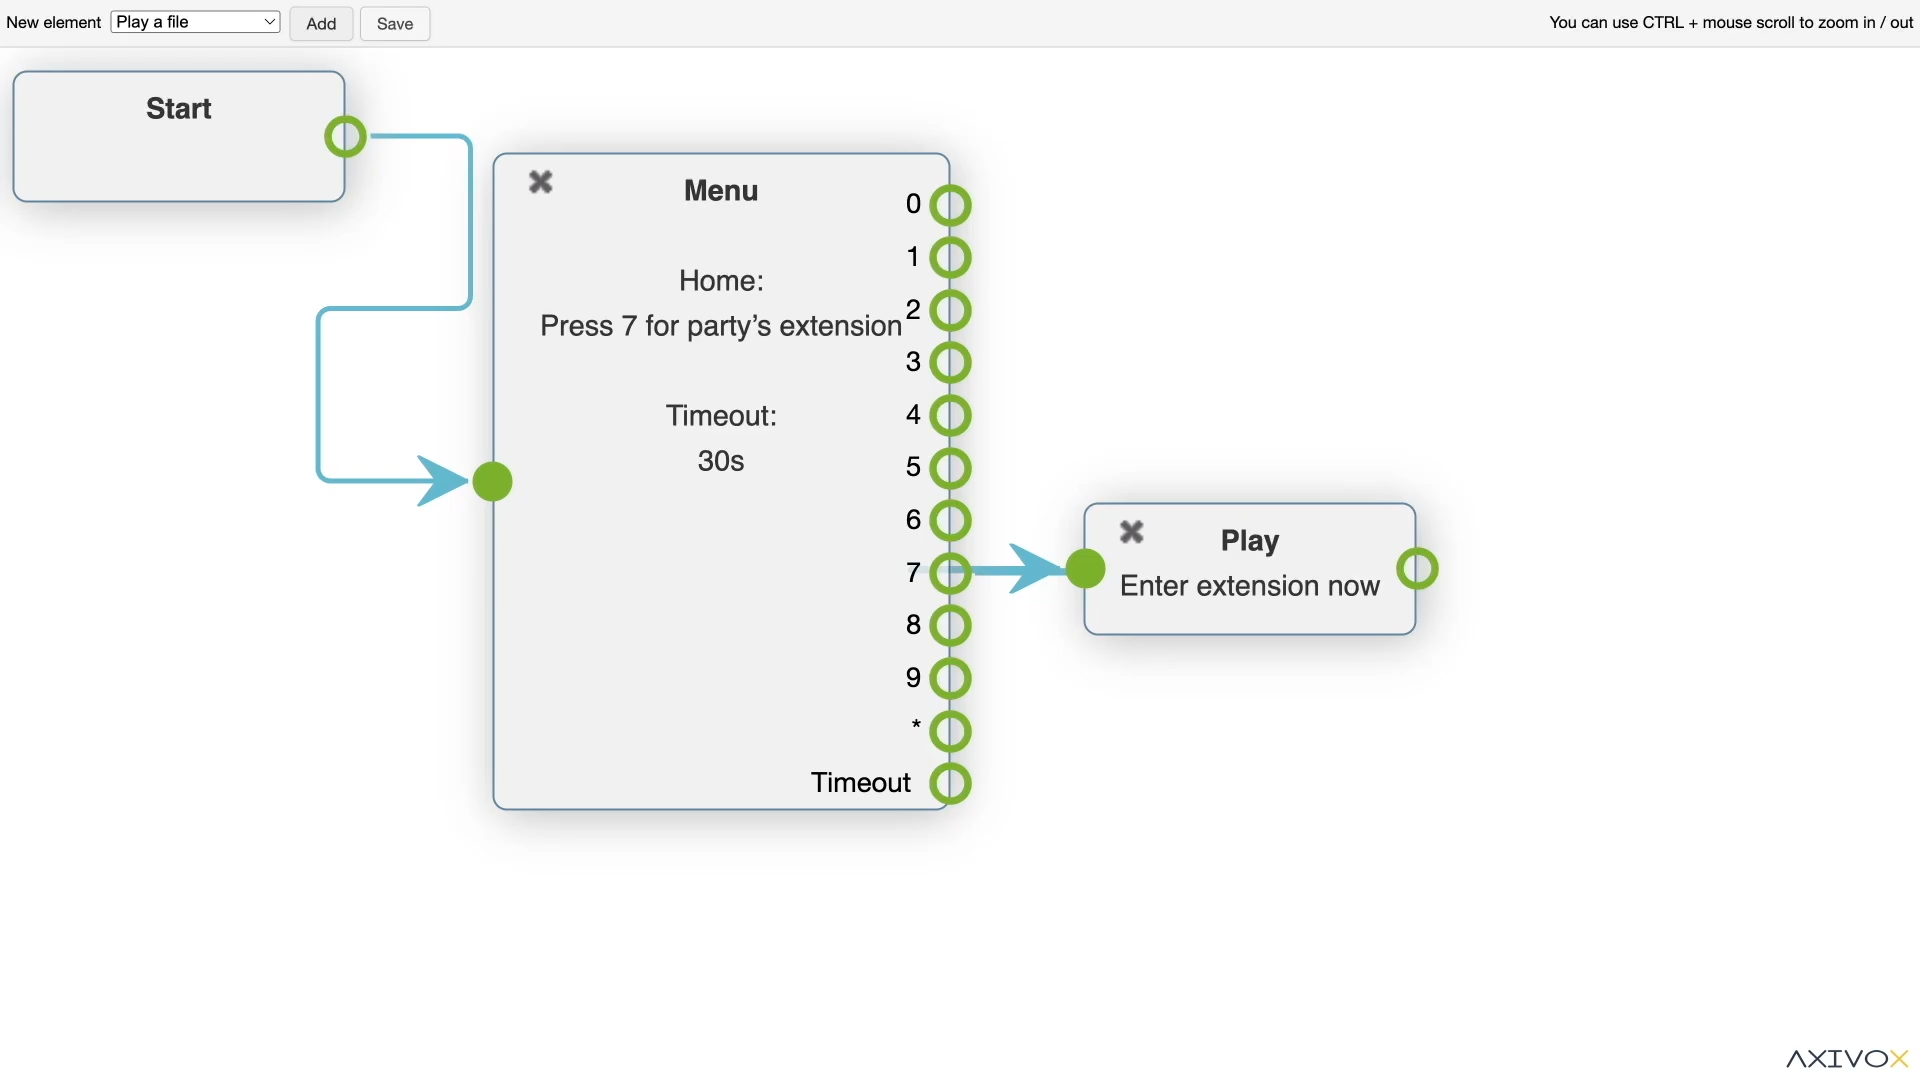 New element Play a file Add Save You can use CTRL + mouse scroll to zoom in / out
Start
Menu
Home:
Press 7 for party’s extension
Timeout:
30s
0
1
2
3
4
5
6
7
8
9
*
Timeout
Play
Enter extension now
AXIVOX